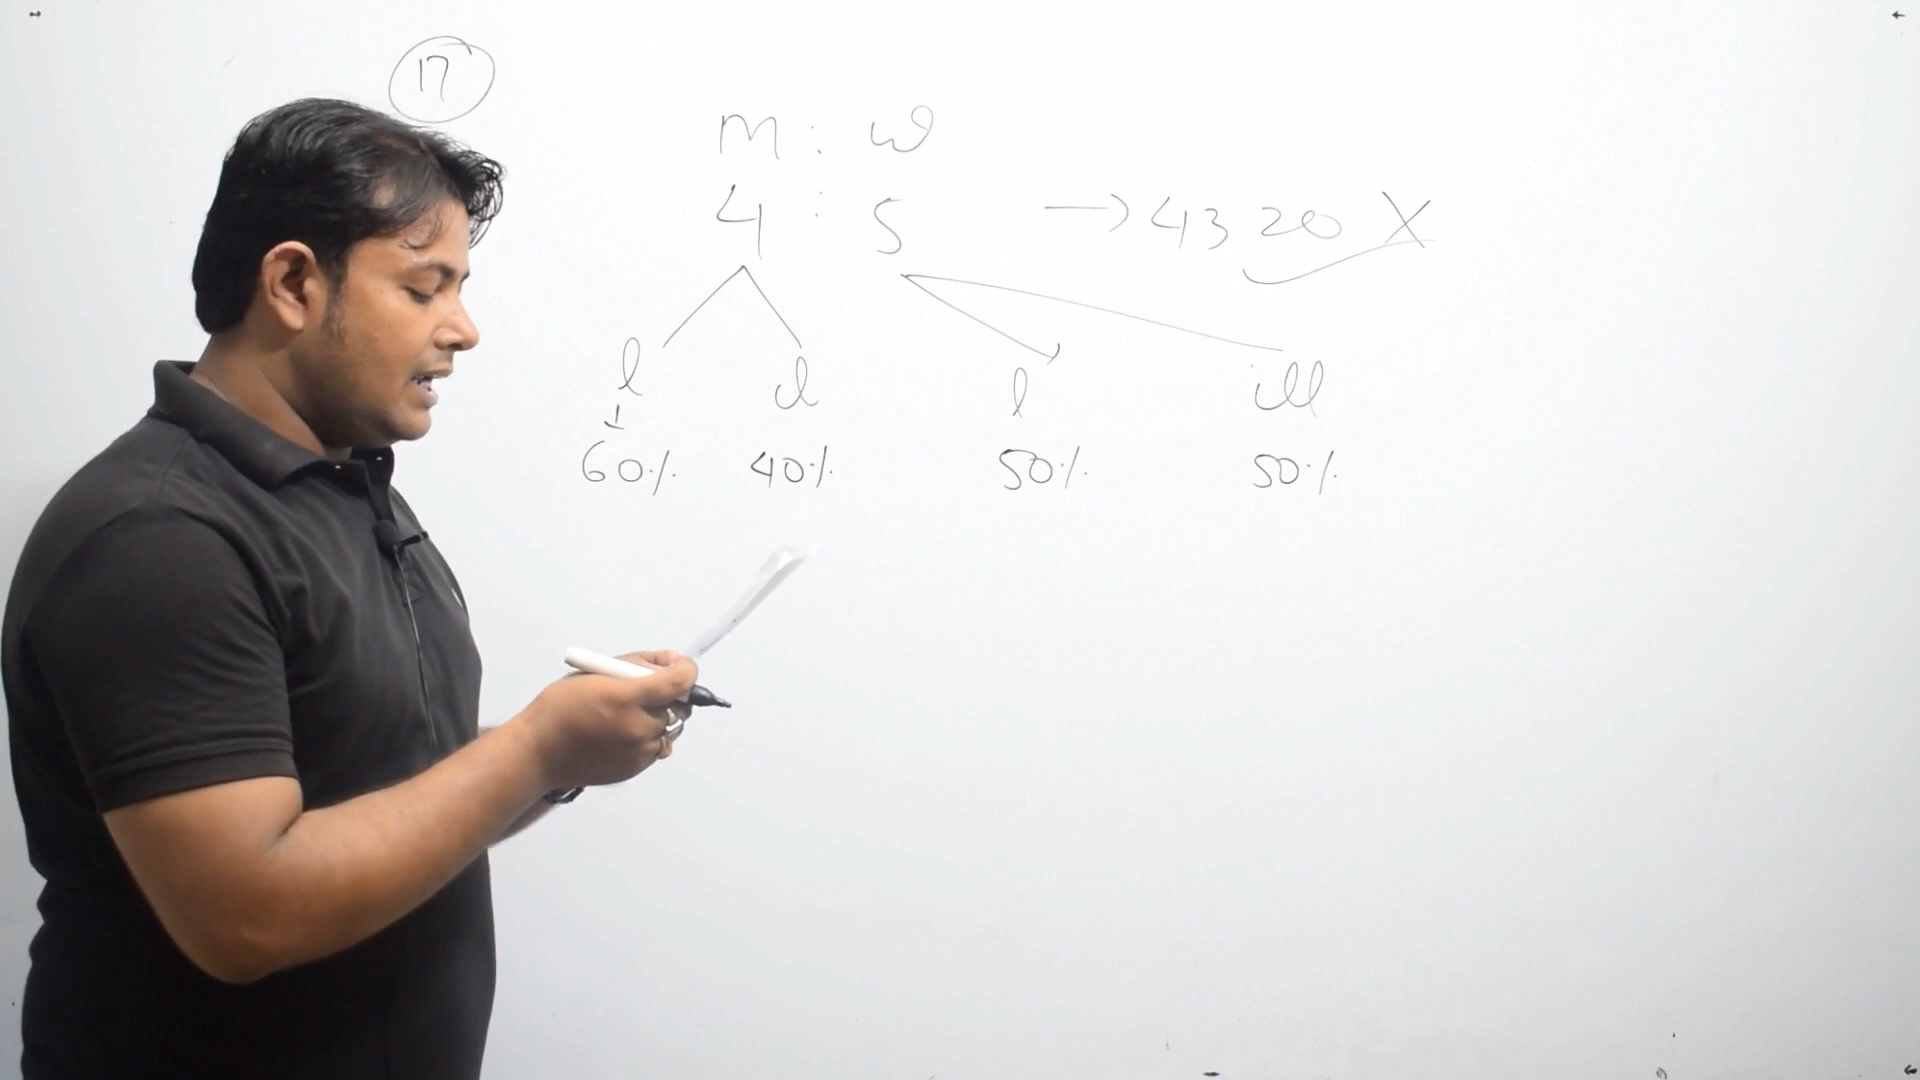 17
m : w
4 : 5 → 4320 X
l d l ill
60% 40% 50% 50%